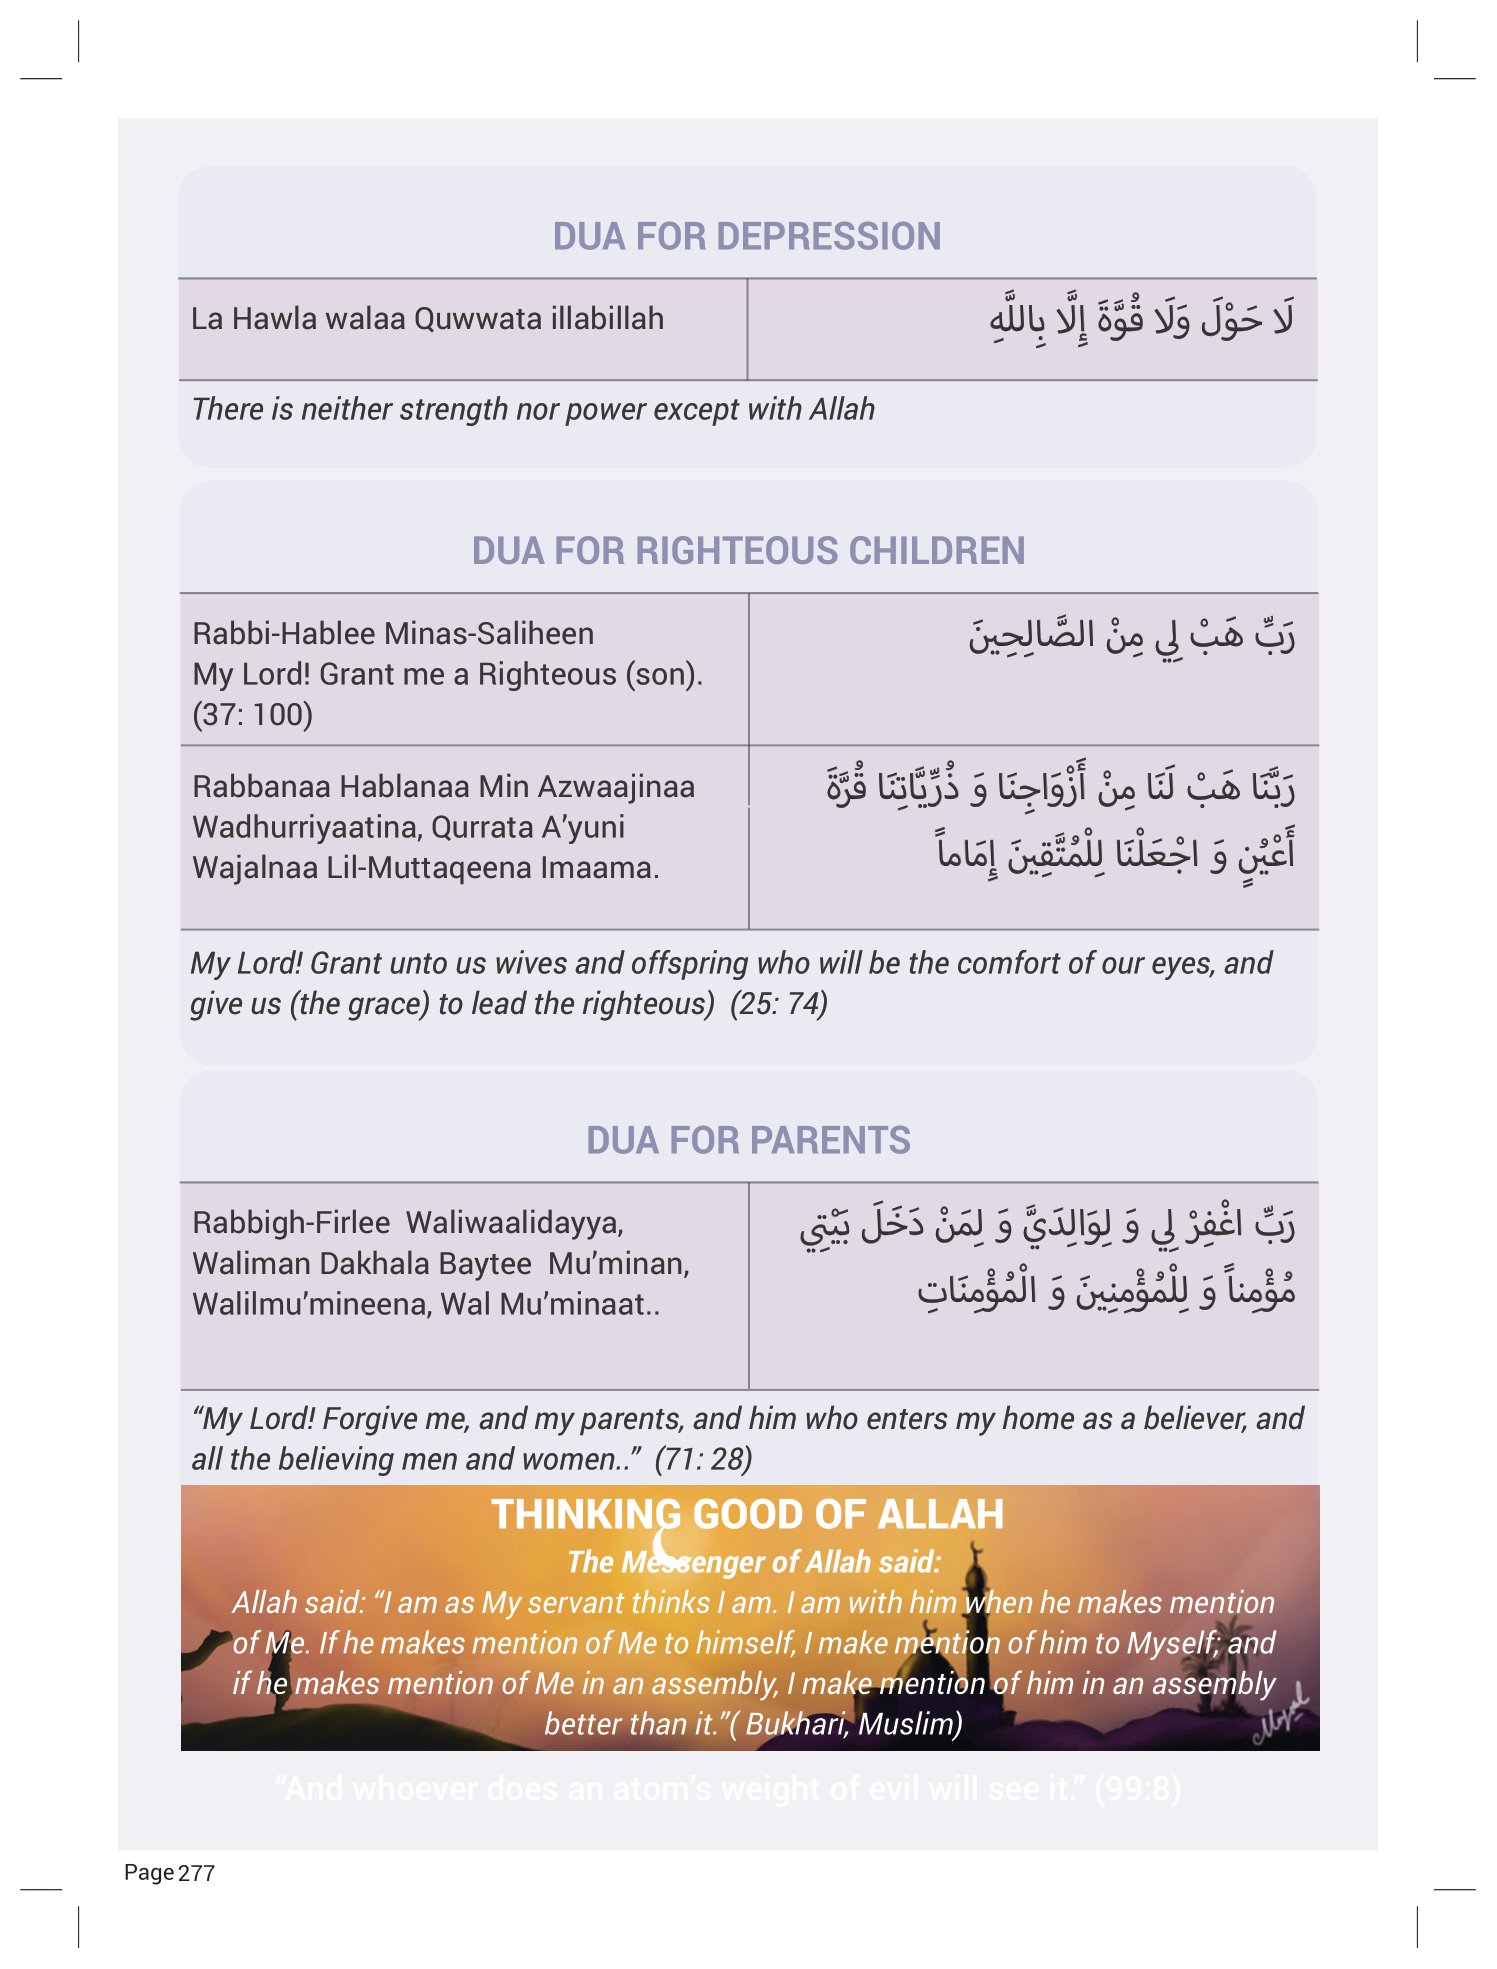 DUA FOR DEPRESSION
La Hawla walaa Quwwata illabillah
لَا حَوْلَ وَلَا قُوَّةَ إِلَّا بِاللَّهِ
There is neither strength nor power except with Allah
DUA FOR RIGHTEOUS CHILDREN
Rabbi-Hablee Minas-Saliheen
My Lord! Grant me a Righteous (son).
(37: 100)
رَبِّ هَبْ لِي مِنْ الصَّالِحِينَ
Rabbanaa Hablanaa Min Azwaajinaa
Wadhurriyaatina, Qurrata A’yuni
Wajalnaa Lil-Muttaqeena Imaama.
رَبَّنَا هَبْ لَنَا مِنْ أَزْوَاجِنَا وَ ذُرِّيَّاتِنَا قُرَّةَ
أَعْيُنٍ وَ اجْعَلْنَا لِلْمُتَّقِينَ إِمَاماً
My Lord! Grant unto us wives and offspring who will be the comfort of our eyes, and
give us (the grace) to lead the righteous) (25: 74)
DUA FOR PARENTS
Rabbigh-Firlee Waliwaalidayya,
Waliman Dakhala Baytee Mu’minan,
Walilmu’mineena, Wal Mu’minaat..
رَبِّ اغْفِرْ لِي وَ لِوَالِدَيَّ وَ لِمَنْ دَخَلَ بَيْتِي
مُؤْمِناً وَ لِلْمُؤْمِنِينَ وَ الْمُؤْمِنَاتِ
“My Lord! Forgive me, and my parents, and him who enters my home as a believer, and
all the believing men and women..” (71: 28)
THINKING GOOD OF ALLAH
The Messenger of Allah said:
Allah said: “I am as My servant thinks I am. I am with him when he makes mention
of Me. If he makes mention of Me to himself, I make mention of him to Myself; and
if he makes mention of Me in an assembly, I make mention of him in an assembly
better than it.”( Bukhari, Muslim)
“And whoever does an atom’s weight of evil will see it.” (99:8)
Page 277